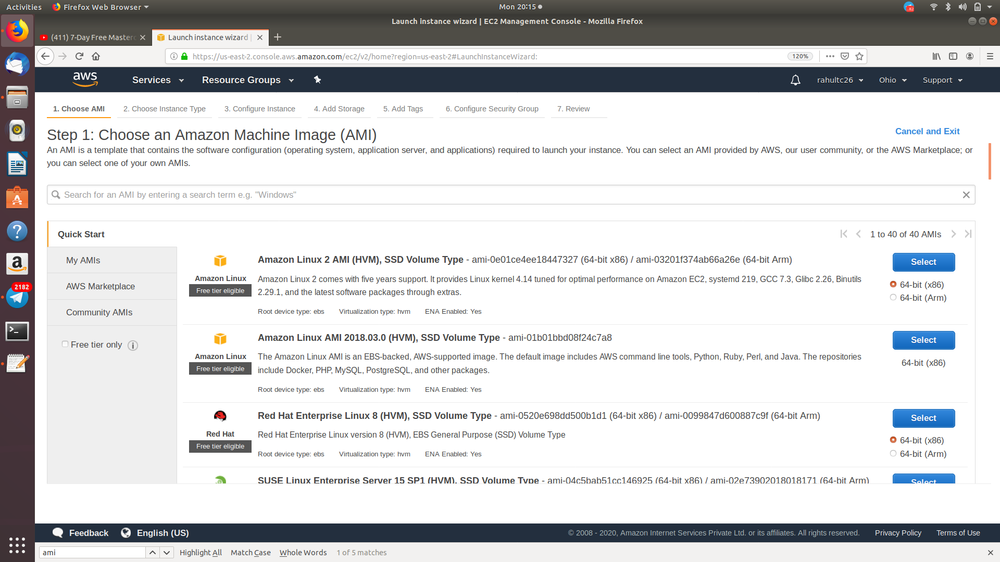 Activities Firefox Web Browser Mon 20:15 82
Launch instance wizard | EC2 Management Console - Mozilla Firefox
(411) 7-Day Free Masterc Launch instance wizard |
https://us-east-2.console.aws.amazon.com/ec2/v2/home?region=us-east-2#LaunchInstanceWizard: 120%
aws Services Resource Groups rahultc26 Ohio Support
1. Choose AMI 2. Choose Instance Type 3. Configure Instance 4. Add Storage 5. Add Tags 6. Configure Security Group 7. Review
Step 1: Choose an Amazon Machine Image (AMI) Cancel and Exit
An AMI is a template that contains the software configuration (operating system, application server, and applications) required to launch your instance. You can select an AMI provided by AWS, our user community, or the AWS Marketplace; or
you can select one of your own AMIs.
Search for an AMI by entering a search term e.g. "Windows"
Quick Start 1 to 40 of 40 AMIs
My AMIs
AWS Marketplace
Community AMIs
Free tier only
Amazon Linux 2 AMI (HVM), SSD Volume Type - ami-0e01ce4ee18447327 (64-bit x86) / ami-03201f374ab66a26e (64-bit Arm) Select
Amazon Linux
Free tier eligible
Amazon Linux 2 comes with five years support. It provides Linux kernel 4.14 tuned for optimal performance on Amazon EC2, systemd 219, GCC 7.3, Glibc 2.26, Binutils
2.29.1, and the latest software packages through extras.
64-bit (x86)
64-bit (Arm)
Root device type: ebs Virtualization type: hvm ENA Enabled: Yes
Amazon Linux AMI 2018.03.0 (HVM), SSD Volume Type - ami-01b01bbd08f24c7a8 Select
Amazon Linux
Free tier eligible
The Amazon Linux AMI is an EBS-backed, AWS-supported image. The default image includes AWS command line tools, Python, Ruby, Perl, and Java. The repositories
include Docker, PHP, MySQL, PostgreSQL, and other packages.
64-bit (x86)
Root device type: ebs Virtualization type: hvm ENA Enabled: Yes
Red Hat Enterprise Linux 8 (HVM), SSD Volume Type - ami-0520e698dd500b1d1 (64-bit x86) / ami-0099847d600887c9f (64-bit Arm) Select
Red Hat
Free tier eligible
Red Hat Enterprise Linux version 8 (HVM), EBS General Purpose (SSD) Volume Type
64-bit (x86)
64-bit (Arm)
Root device type: ebs Virtualization type: hvm ENA Enabled: Yes
SUSE Linux Enterprise Server 15 SP1 (HVM), SSD Volume Type - ami-04c5bab51cc146925 (64-bit x86) / ami-02e73902018018171 (64-bit Arm) Select
2182
Feedback English (US) © 2008 - 2020, Amazon Internet Services Private Ltd. or its affiliates. All rights reserved. Privacy Policy Terms of Use
ami Highlight All Match Case Whole Words 1 of 5 matches